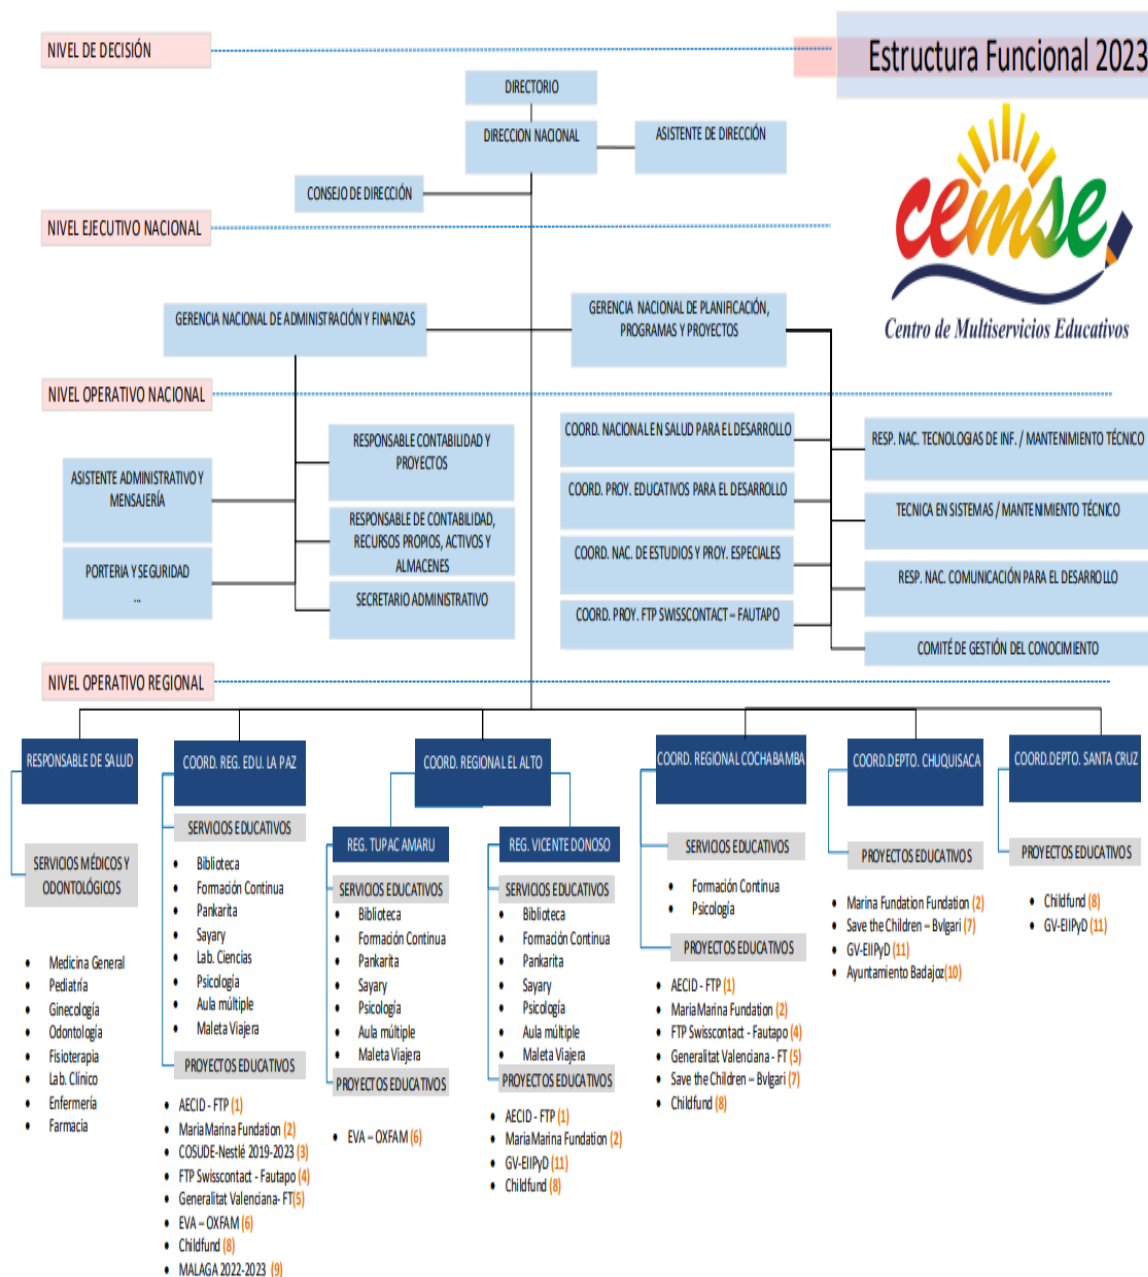 NIVEL DE DECISIÓN
Estructura Funcional 2023
DIRECTORIO
DIRECCION NACIONAL
ASISTENTE DE DIRECCIÓN
CONSEJO DE DIRECCIÓN
cemse
Centro de Multiservicios Educativos
NIVEL EJECUTIVO NACIONAL
GERENCIA NACIONAL DE ADMINISTRACIÓN Y FINANZAS
GERENCIA NACIONAL DE PLANIFICACIÓN,
PROGRAMAS Y PROYECTOS
NIVEL OPERATIVO NACIONAL
ASISTENTE ADMINISTRATIVO Y
MENSAJERÍA
PORTERIA Y SEGURIDAD
...
RESPONSABLE CONTABILIDAD Y
PROYECTOS
RESPONSABLE DE CONTABILIDAD,
RECURSOS PROPIOS, ACTIVOS Y
ALMACENES
SECRETARIO ADMINISTRATIVO
COORD. NACIONAL EN SALUD PARA EL DESARROLLO
COORD. PROY. EDUCATIVOS PARA EL DESARROLLO
COORD. NAC. DE ESTUDIOS Y PROY. ESPECIALES
COORD. PROY. FTP SWISSCONTACT – FAUTAPO
RESP. NAC. TECNOLOGIAS DE INF. / MANTENIMIENTO TÉCNICO
TECNICA EN SISTEMAS / MANTENIMIENTO TÉCNICO
RESP. NAC. COMUNICACIÓN PARA EL DESARROLLO
COMITÉ DE GESTIÓN DEL CONOCIMIENTO
NIVEL OPERATIVO REGIONAL
RESPONSABLE DE SALUD
SERVICIOS MÉDICOS Y
ODONTOLÓGICOS
• Medicina General
• Pediatría
• Ginecología
• Odontología
• Fisioterapia
• Lab. Clínico
• Enfermería
• Farmacia
COORD. REG. EDU. LA PAZ
SERVICIOS EDUCATIVOS
• Biblioteca
• Formación Continua
• Pankarita
• Sayary
• Lab. Ciencias
• Psicología
• Aula múltiple
• Maleta Viajera
PROYECTOS EDUCATIVOS
• AECID - FTP (1)
• MariaMarina Fundation (2)
• COSUDE-Nestlé 2019-2023 (3)
• FTP Swisscontact - Fautapo (4)
• Generalitat Valenciana- FT(5)
• EVA – OXFAM (6)
• Childfund (8)
• MALAGA 2022-2023 (9)
COORD. REGIONAL EL ALTO
REG. TUPAC AMARU
SERVICIOS EDUCATIVOS
• Biblioteca
• Formación Continua
• Pankarita
• Sayary
• Psicología
• Aula múltiple
• Maleta Viajera
PROYECTOS EDUCATIVOS
• EVA – OXFAM (6)
REG. VICENTE DONOSO
SERVICIOS EDUCATIVOS
• Biblioteca
• Formación Continua
• Pankarita
• Sayary
• Psicología
• Aula múltiple
• Maleta Viajera
PROYECTOS EDUCATIVOS
• AECID - FTP (1)
• MariaMarina Fundation (2)
• GV-EIIPyD (11)
• Childfund (8)
COORD. REGIONAL COCHABAMBA
SERVICIOS EDUCATIVOS
• Formación Continua
• Psicología
PROYECTOS EDUCATIVOS
• AECID - FTP (1)
• MariaMarina Fundation (2)
• FTP Swisscontact - Fautapo (4)
• Generalitat Valenciana - FT (5)
• Save the Children – Bvlgari (7)
• Childfund (8)
COORD.DEPTO. CHUQUISACA
PROYECTOS EDUCATIVOS
• Marina Fundation Fundation (2)
• Save the Children – Bvlgari (7)
• GV-EIIPyD (11)
• Ayuntamiento Badajoz(10)
COORD.DEPTO. SANTA CRUZ
PROYECTOS EDUCATIVOS
• Childfund (8)
• GV-EIIPyD (11)